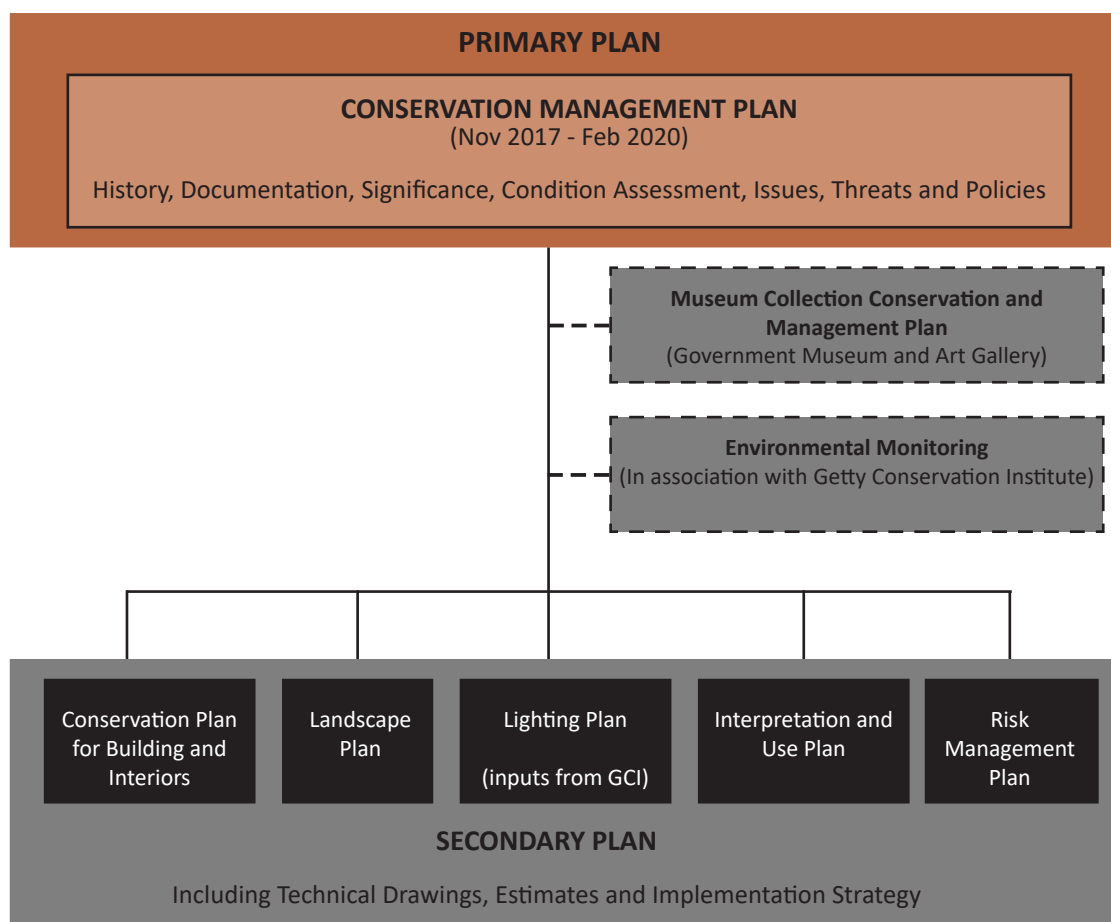 PRIMARY PLAN
CONSERVATION MANAGEMENT PLAN
(Nov 2017 - Feb 2020)
History, Documentation, Significance, Condition Assessment, Issues, Threats and Policies
Museum Collection Conservation and
Management Plan
(Government Museum and Art Gallery)
Environmental Monitoring
(In association with Getty Conservation Institute)
Conservation Plan
for Building and
Interiors
Landscape
Plan
Lighting Plan
(inputs from GCI)
Interpretation and
Use Plan
Risk
Management
Plan
SECONDARY PLAN
Including Technical Drawings, Estimates and Implementation Strategy